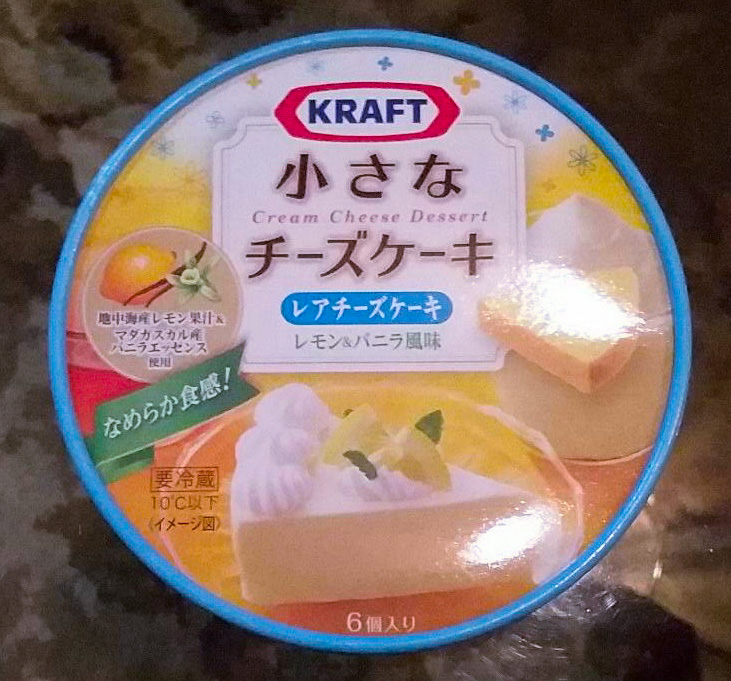 KRAFT
小さな
Cream Cheese Dessert
チーズケーキ
レアチーズケーキ
レモン&バニラ風味
地中海産レモン果汁&
マダガスカル産
バニラエッセンス
使用
なめらか食感!
要冷蔵
10℃以下
《イメージ図》
6個入り